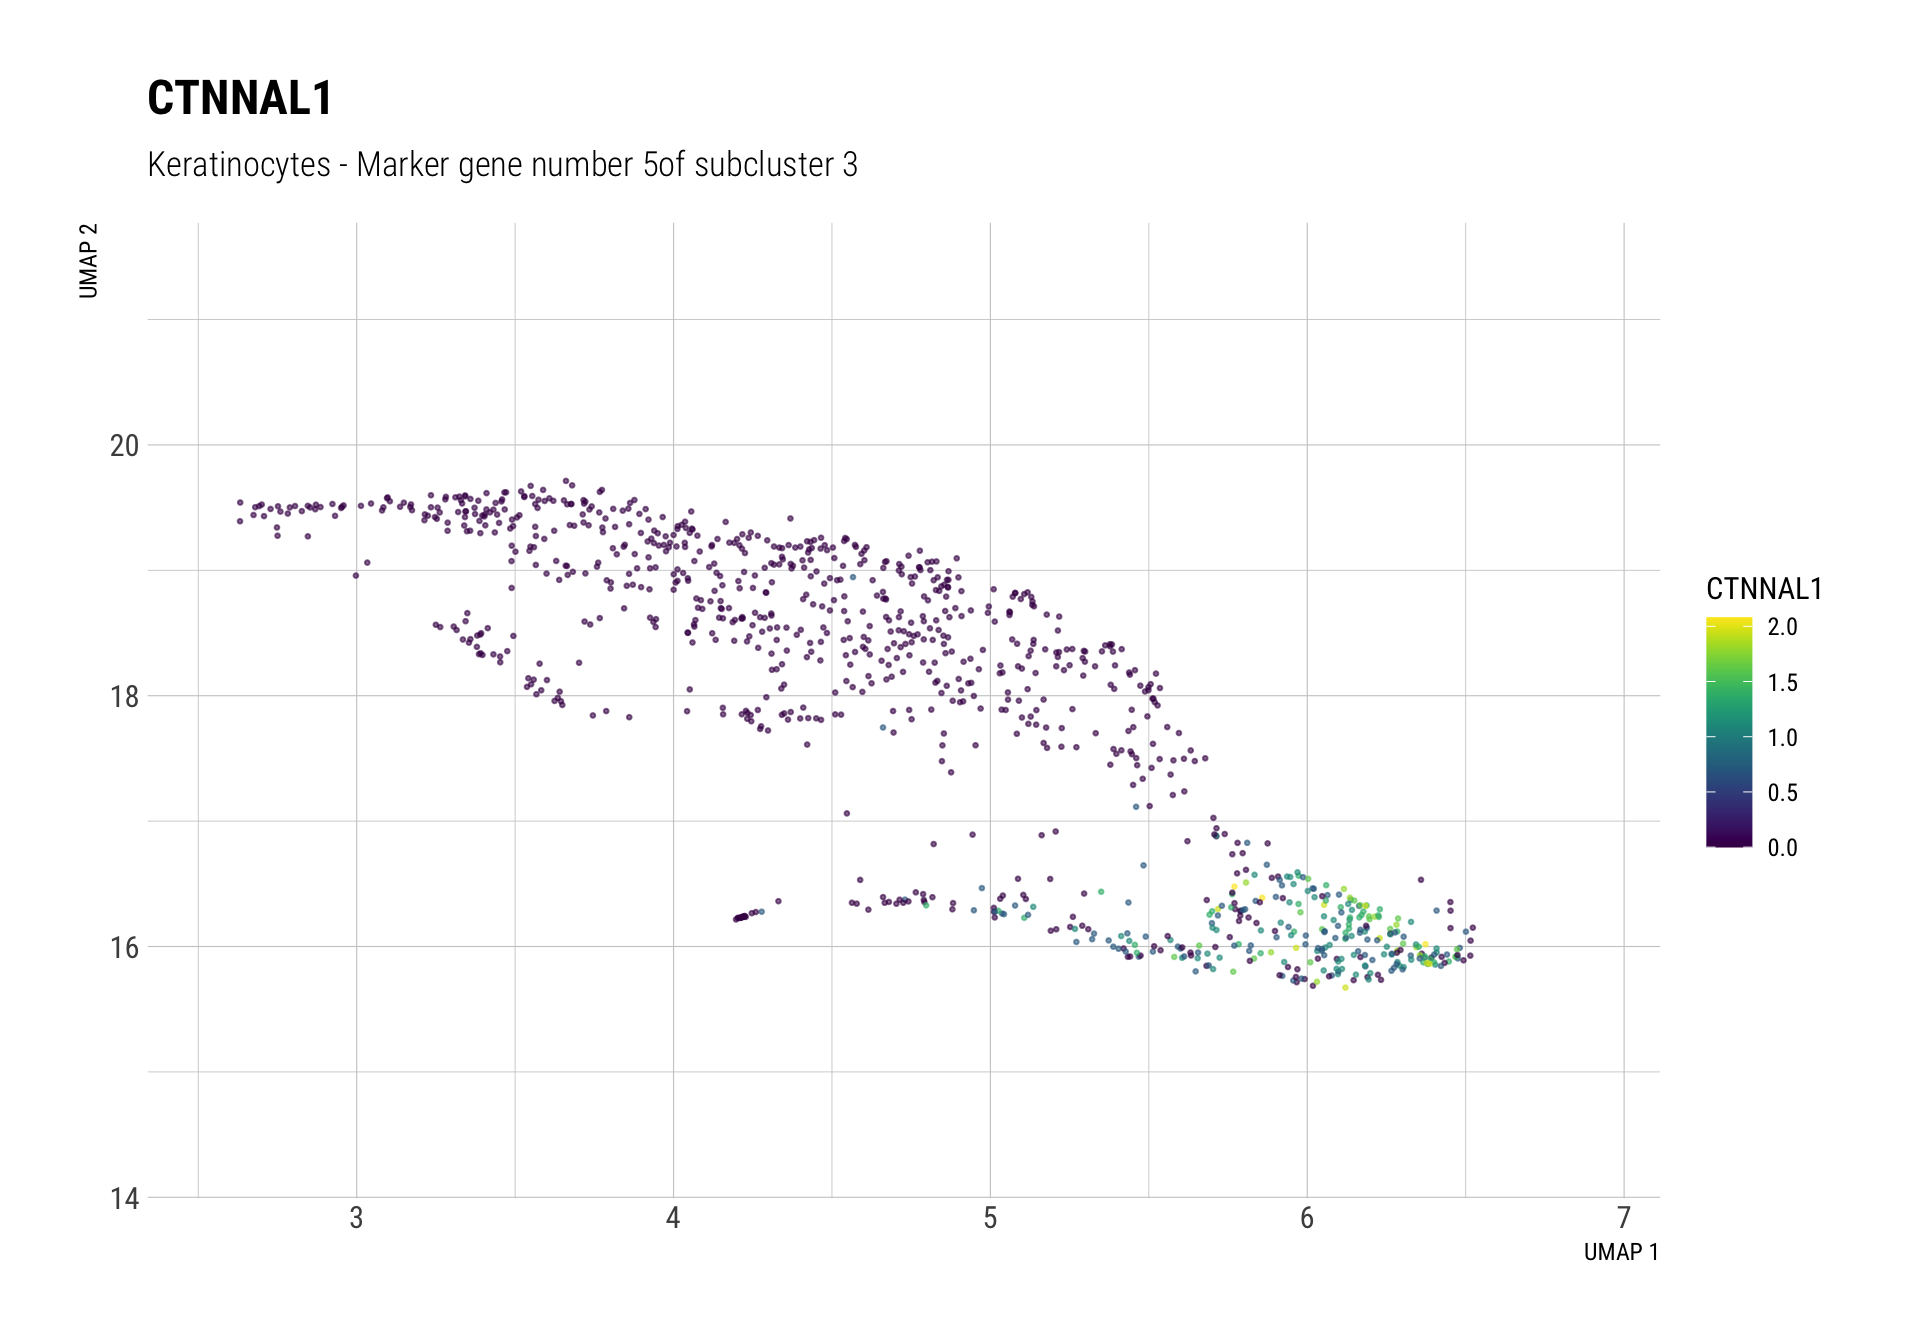 CTNNAL1
Keratinocytes - Marker gene number 5of subcluster 3
UMAP 2
20
18
16
14
3 4 5 6 7
UMAP 1
CTNNAL1
2.0
1.5
1.0
0.5
0.0